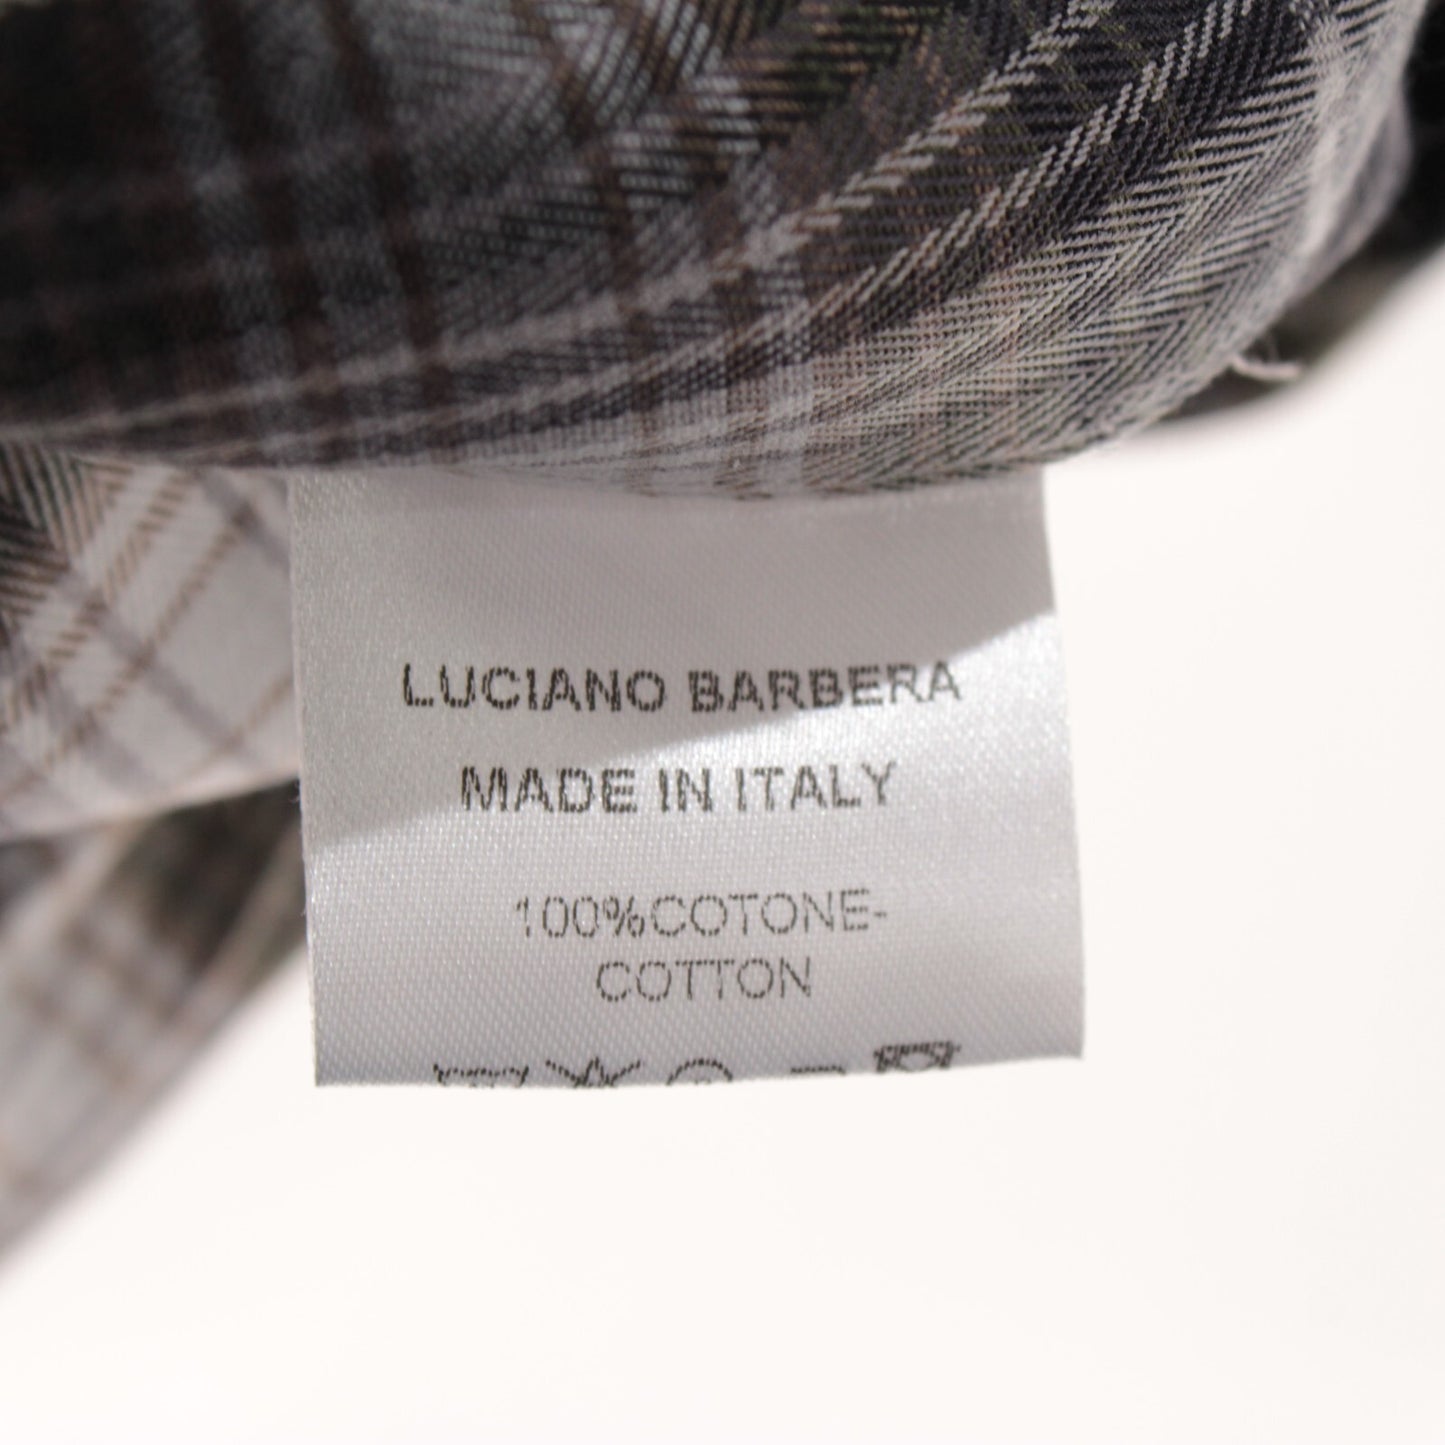 LUCIANO BARBERA
MADE IN ITALY
100%COTONE-
COTTON